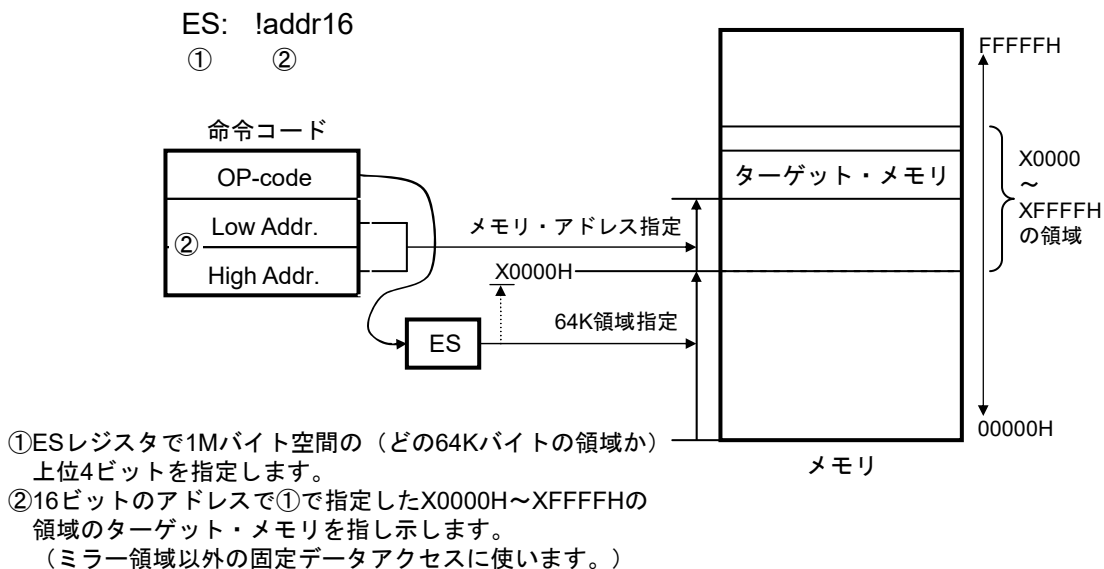 ES: !addr16
① ②
命令コード
OP-code
Low Addr.
②
High Addr.
ES
メモリ・アドレス指定
X0000H
64K領域指定
ターゲット・メモリ
FFFFFH
X0000
～
XFFFFH
の領域
00000H
メモリ
①ESレジスタで1Mバイト空間の（どの64Kバイトの領域か）
上位4ビットを指定します。
②16ビットのアドレスで①で指定したX0000H～XFFFFHの
領域のターゲット・メモリを指し示します。
（ミラー領域以外の固定データアクセスに使います。）